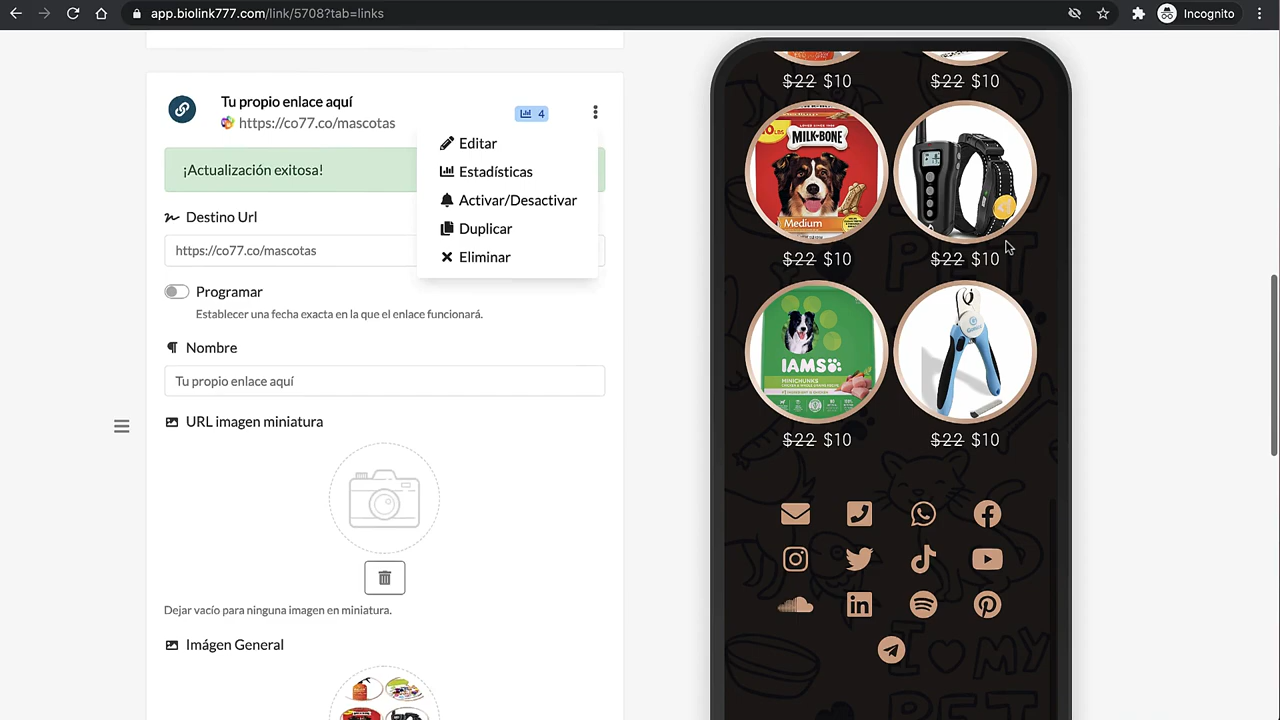 app.biolink777.com/link/5708?tab=links
Incognito
Tu propio enlace aquí
https://co77.co/mascotas
4
Editar
Estadísticas
Activar/Desactivar
Duplicar
Eliminar
¡Actualización exitosa!
Destino Url
https://co77.co/mascotas
Programar
Establecer una fecha exacta en la que el enlace funcionará.
Nombre
Tu propio enlace aquí
URL imagen miniatura
Dejar vacío para ninguna imagen en miniatura.
Imágen General
$22 $10
$22 $10
MILK-BONE
Medium
$22 $10
$22 $10
IAMS
MINICHUNKS
$22 $10
$22 $10
PET
I MY
PET